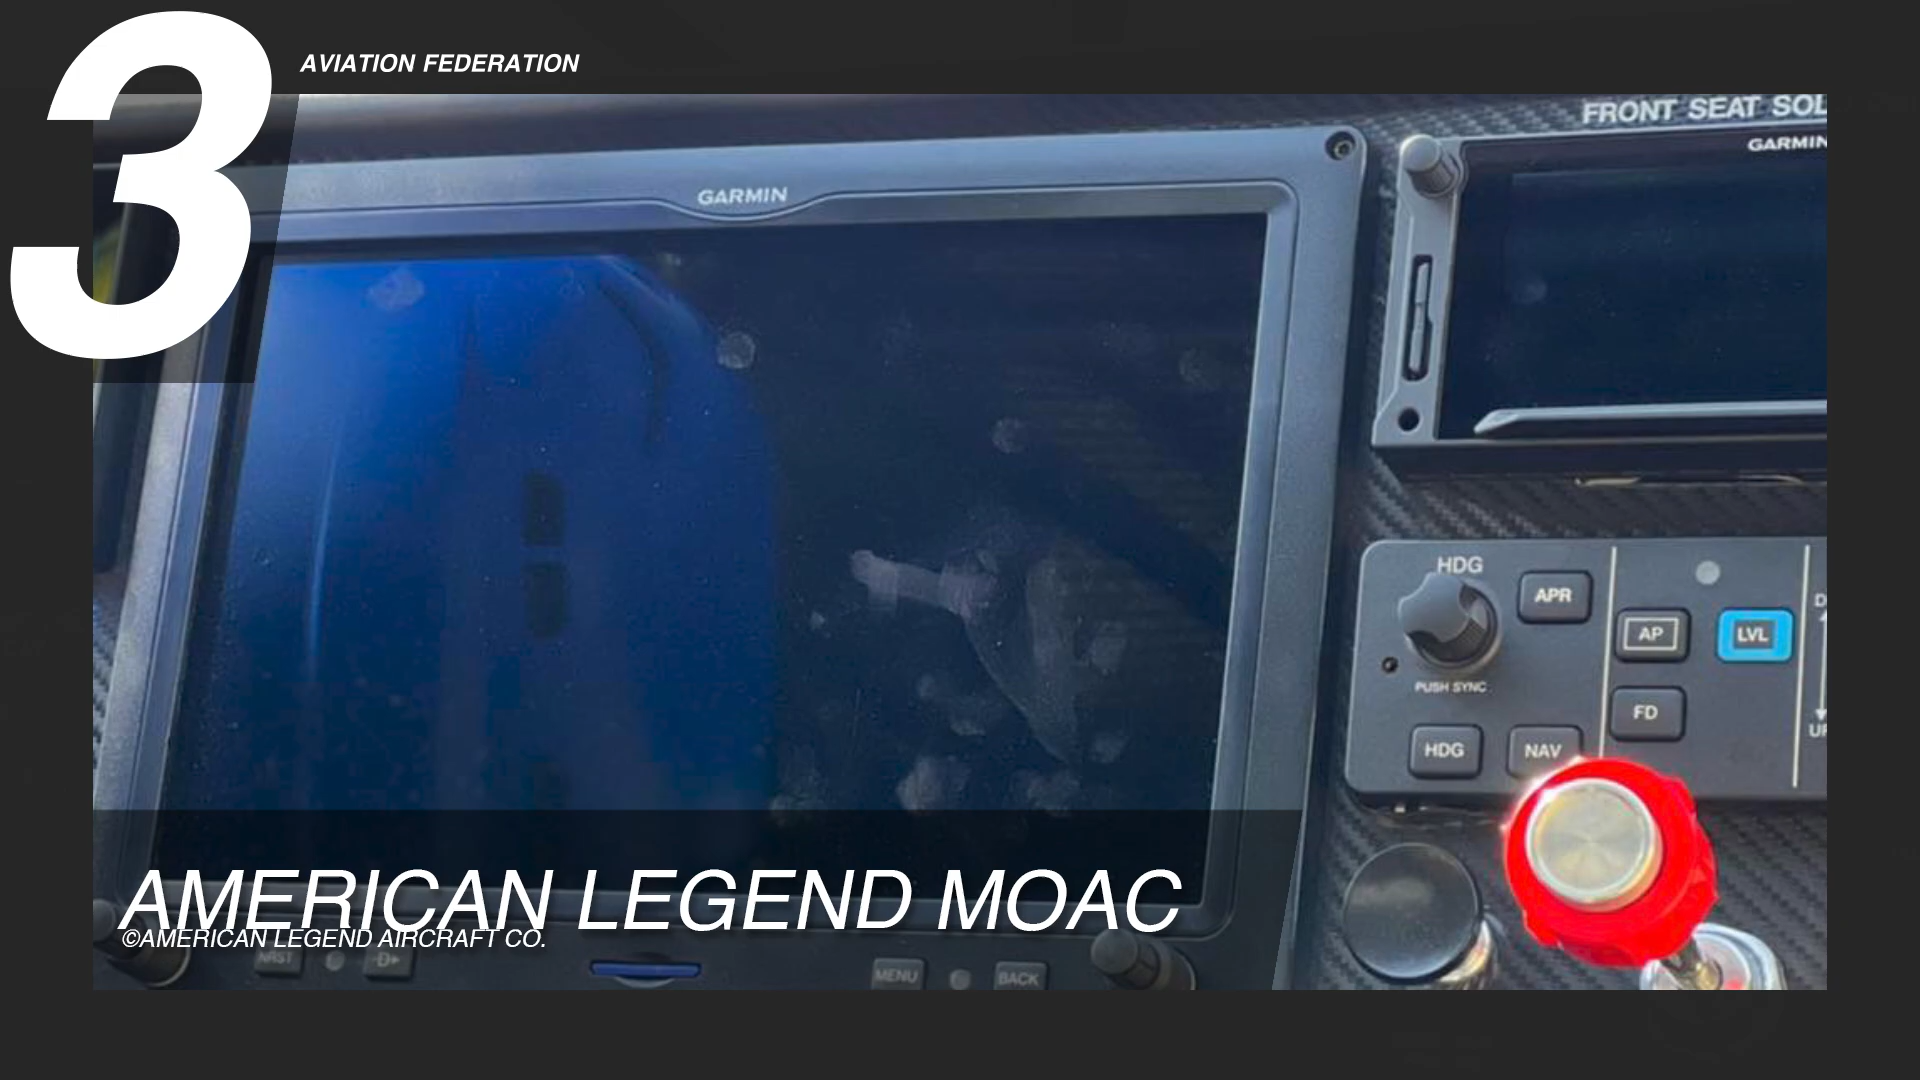 3
AVIATION FEDERATION
FRONT SEAT SOL
GARMIN
GARMIN
HDG
APR
AP
LVL
PUSH SYNC
FD
HDG
NAV
AMERICAN LEGEND MOAC
©AMERICAN LEGEND AIRCRAFT CO.
NRST
D
MENU
BACK